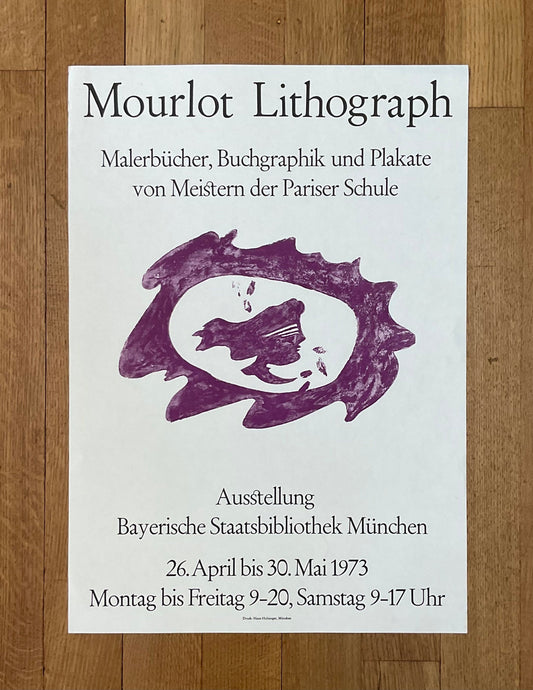 Mourlot Lithograph
Malerbücher, Buchgraphik und Plakate
von Meistern der Pariser Schule
Ausstellung
Bayerische Staatsbibliothek München
26. April bis 30. Mai 1973
Montag bis Freitag 9–20, Samstag 9–17 Uhr